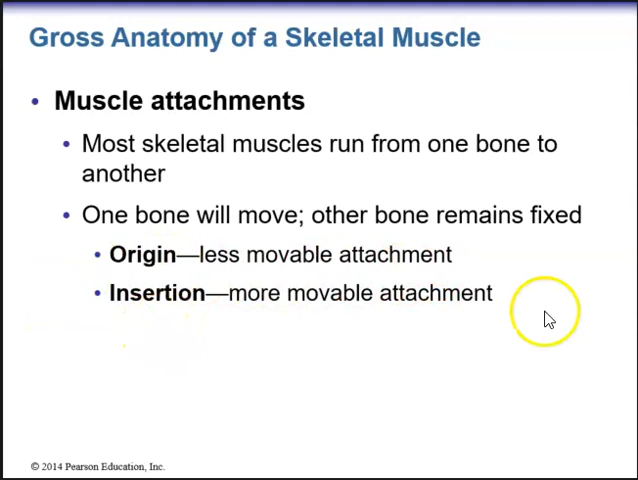 Gross Anatomy of a Skeletal Muscle
• Muscle attachments
• Most skeletal muscles run from one bone to
another
• One bone will move; other bone remains fixed
• Origin—less movable attachment
• Insertion—more movable attachment
© 2014 Pearson Education, Inc.